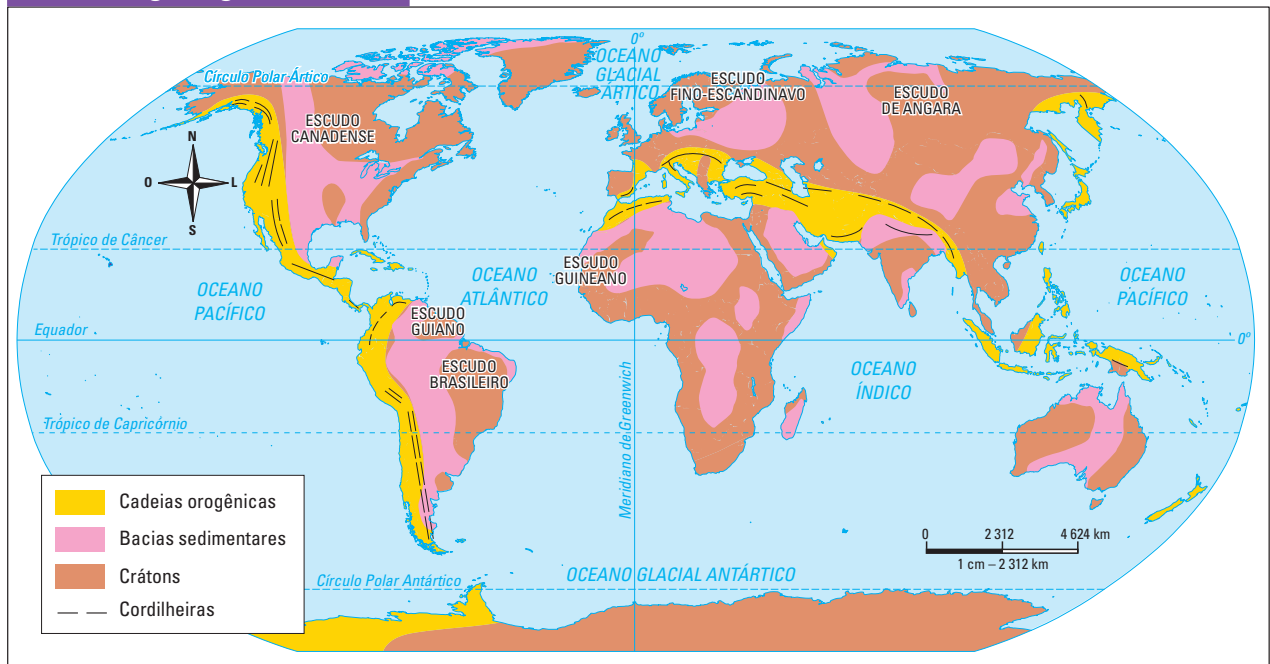 0°
OCEANO
GLACIAL
ÁRTICO
Círculo Polar Ártico
ESCUDO
FINO-ESCANDINAVO
ESCUDO
DE ANGARA
ESCUDO
CANADENSE
N
O
L
S
Trópico de Câncer
OCEANO
PACÍFICO
OCEANO
ATLÂNTICO
ESCUDO
GUINEANO
OCEANO
PACÍFICO
ESCUDO
GUIANO
Equador
0°
ESCUDO
BRASILEIRO
OCEANO
ÍNDICO
Trópico de Capricórnio
Meridiano de Greenwich
Cadeias orogênicas
Bacias sedimentares
Crátons
Cordilheiras
0 2 312 4 624 km
1 cm – 2 312 km
Círculo Polar Antártico
OCEANO GLACIAL ANTÁRTICO